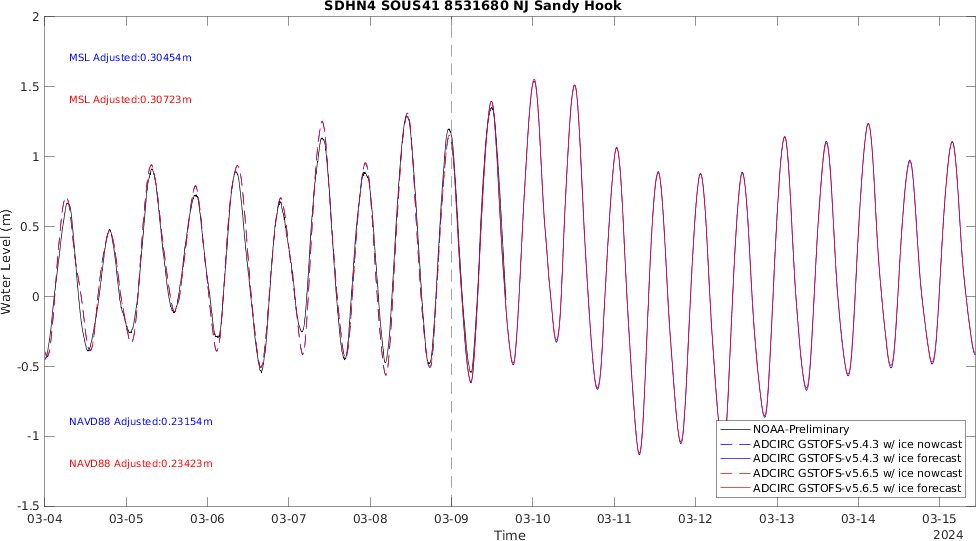 SDHN4 SOUS41 8531680 NJ Sandy Hook
2
1.5
1
0.5
0
-0.5
-1
-1.5
Water Level (m)
MSL Adjusted:0.30454m
MSL Adjusted:0.30723m
NAVD88 Adjusted:0.23154m
NAVD88 Adjusted:0.23423m
NOAA-Preliminary
ADCIRC GSTOFS-v5.4.3 w/ ice nowcast
ADCIRC GSTOFS-v5.4.3 w/ ice forecast
ADCIRC GSTOFS-v5.6.5 w/ ice nowcast
ADCIRC GSTOFS-v5.6.5 w/ ice forecast
03-04 03-05 03-06 03-07 03-08 03-09 03-10 03-11 03-12 03-13 03-14 03-15
Time
2024